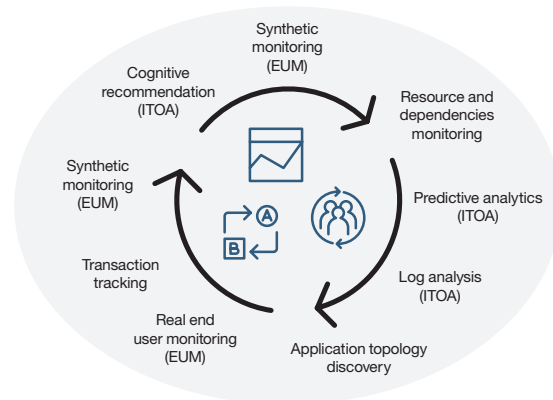 Synthetic
monitoring
(EUM)
Resource and
dependencies
monitoring
Predictive analytics
(ITOA)
Log analysis
(ITOA)
Application topology
discovery
Real end
user monitoring
(EUM)
Transaction
tracking
Synthetic
monitoring
(EUM)
Cognitive
recommendation
(ITOA)
A
B